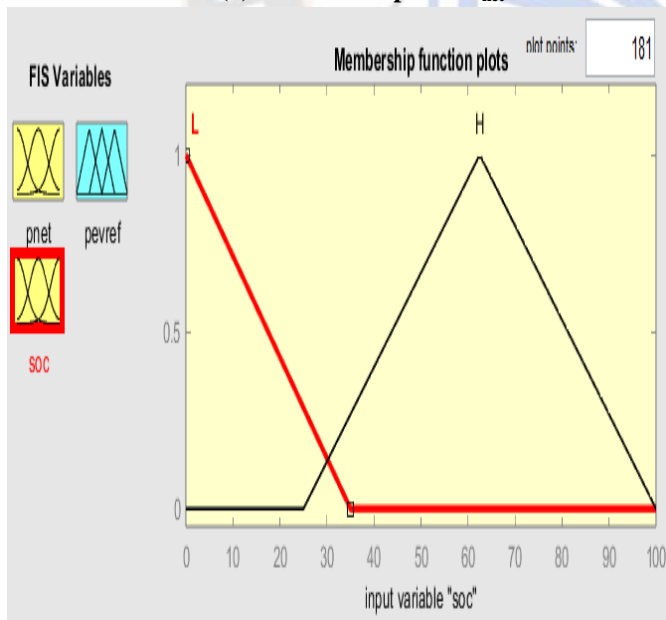 Membership function plots
plot points:
181
FIS Variables
L
H
pnet
pevref
soc
1
0.5
0
0 10 20 30 40 50 60 70 80 90 100
input variable "soc"